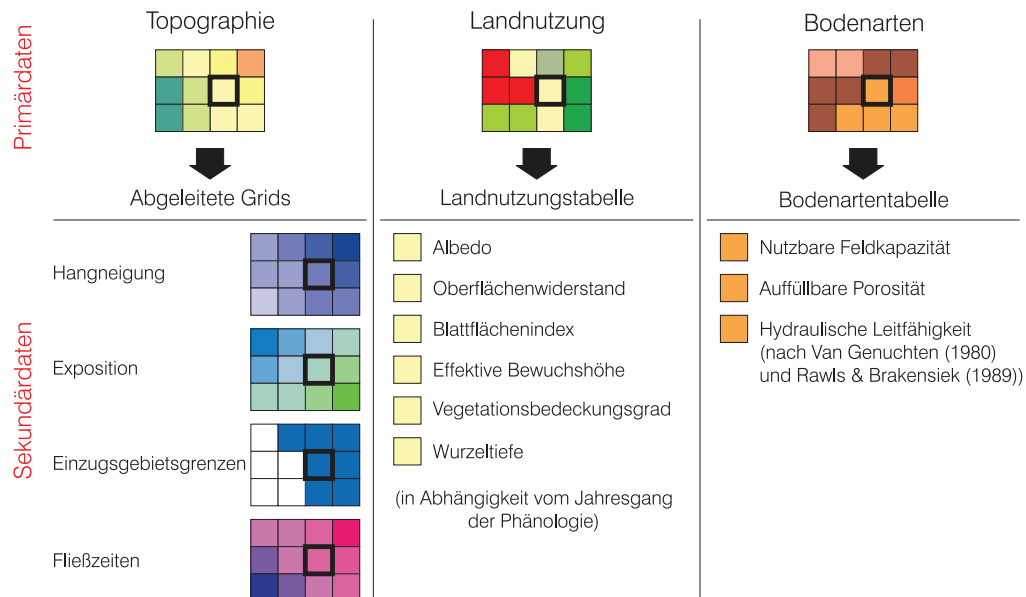 Primärdaten
Sekundärdaten
Topographie
Abgeleitete Grids
Hangneigung
Exposition
Einzugsgebietsgrenzen
Fließzeiten
Landnutzung
Landnutzungstabelle
Albedo
Oberflächenwiderstand
Blattflächenindex
Effektive Bewuchshöhe
Vegetationsbedeckungsgrad
Wurzeltiefe
(in Abhängigkeit vom Jahresgang
der Phänologie)
Bodenarten
Bodenartentabelle
Nutzbare Feldkapazität
Auffüllbare Porosität
Hydraulische Leitfähigkeit
(nach Van Genuchten (1980)
und Rawls & Brakensiek (1989))